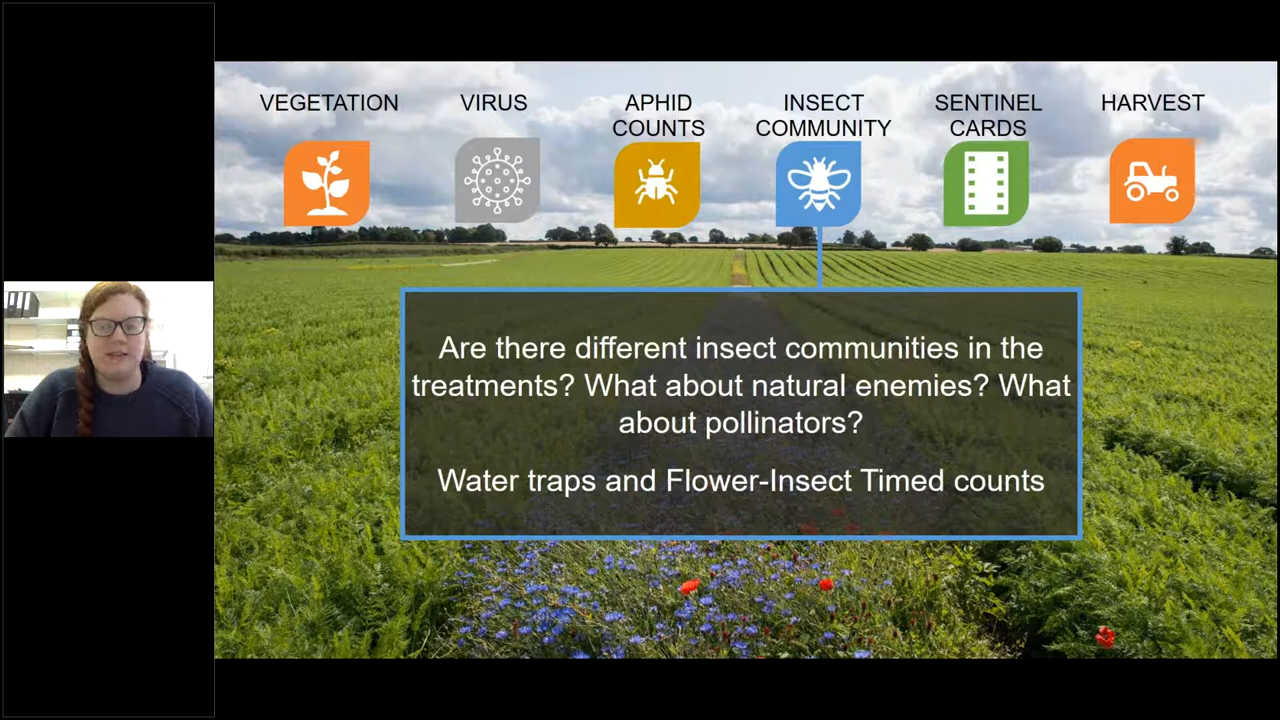 VEGETATION
VIRUS
APHID
COUNTS
INSECT
COMMUNITY
SENTINEL
CARDS
HARVEST
Are there different insect communities in the
treatments? What about natural enemies? What
about pollinators?
Water traps and Flower-Insect Timed counts